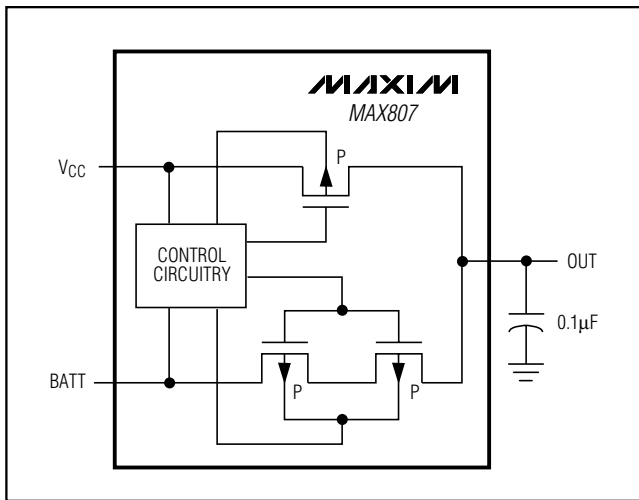 MAXIM
MAX807
P
VCC
CONTROL
CIRCUITRY
OUT
0.1µF
BATT
P
P